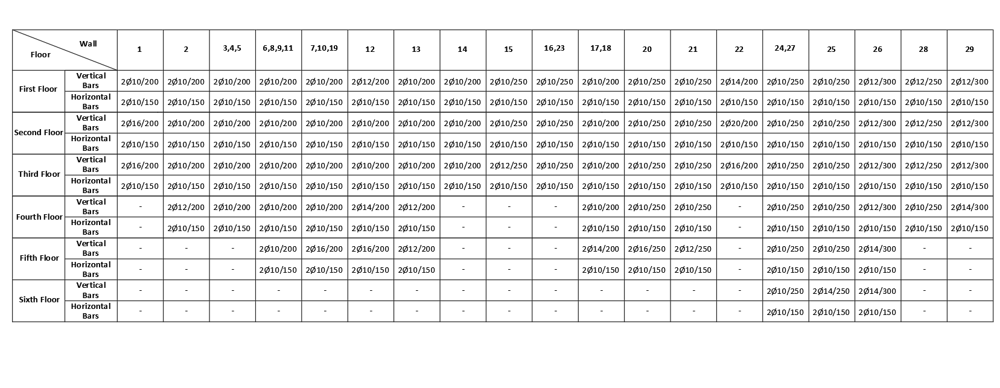 Wall
Floor
1 2 3,4,5 6,8,9,11 7,10,19 12 13 14 15 16,23 17,18 20 21 22 24,27 25 26 28 29
First Floor
Vertical Bars 2Ø10/200 2Ø10/200 2Ø10/200 2Ø10/200 2Ø10/200 2Ø12/200 2Ø10/200 2Ø10/200 2Ø10/250 2Ø10/250 2Ø10/200 2Ø10/250 2Ø10/250 2Ø14/200 2Ø10/250 2Ø10/250 2Ø12/300 2Ø12/250 2Ø12/300
Horizontal Bars 2Ø10/150 2Ø10/150 2Ø10/150 2Ø10/150 2Ø10/150 2Ø10/150 2Ø10/150 2Ø10/150 2Ø10/150 2Ø10/150 2Ø10/150 2Ø10/150 2Ø10/150 2Ø10/150 2Ø10/150 2Ø10/150 2Ø10/150 2Ø10/150 2Ø10/150
Second Floor
Vertical Bars 2Ø16/200 2Ø10/200 2Ø10/200 2Ø10/200 2Ø10/200 2Ø10/200 2Ø10/200 2Ø10/200 2Ø10/250 2Ø10/250 2Ø10/200 2Ø10/250 2Ø10/250 2Ø20/200 2Ø10/250 2Ø10/250 2Ø12/300 2Ø12/250 2Ø12/300
Horizontal Bars 2Ø10/150 2Ø10/150 2Ø10/150 2Ø10/150 2Ø10/150 2Ø10/150 2Ø10/150 2Ø10/150 2Ø10/150 2Ø10/150 2Ø10/150 2Ø10/150 2Ø10/150 2Ø10/150 2Ø10/150 2Ø10/150 2Ø10/150 2Ø10/150 2Ø10/150
Third Floor
Vertical Bars 2Ø16/200 2Ø10/200 2Ø10/200 2Ø10/200 2Ø10/200 2Ø10/200 2Ø10/200 2Ø10/200 2Ø12/250 2Ø10/250 2Ø10/200 2Ø10/250 2Ø10/250 2Ø16/200 2Ø10/250 2Ø10/250 2Ø12/300 2Ø12/250 2Ø12/300
Horizontal Bars 2Ø10/150 2Ø10/150 2Ø10/150 2Ø10/150 2Ø10/150 2Ø10/150 2Ø10/150 2Ø10/150 2Ø10/150 2Ø10/150 2Ø10/150 2Ø10/150 2Ø10/150 2Ø10/150 2Ø10/150 2Ø10/150 2Ø10/150 2Ø10/150 2Ø10/150
Fourth Floor
Vertical Bars - 2Ø12/200 2Ø10/200 2Ø10/200 2Ø10/200 2Ø14/200 2Ø12/200 - - - 2Ø10/200 2Ø10/250 2Ø10/250 - 2Ø10/250 2Ø10/250 2Ø12/300 2Ø10/250 2Ø14/300
Horizontal Bars - 2Ø10/150 2Ø10/150 2Ø10/150 2Ø10/150 2Ø10/150 2Ø10/150 - - - 2Ø10/150 2Ø10/150 2Ø10/150 - 2Ø10/150 2Ø10/150 2Ø10/150 2Ø10/150 2Ø10/150
Fifth Floor
Vertical Bars - - - 2Ø10/200 2Ø16/200 2Ø16/200 2Ø12/200 - - - 2Ø14/200 2Ø16/250 2Ø12/250 - 2Ø10/250 2Ø10/250 2Ø14/300 - -
Horizontal Bars - - - 2Ø10/150 2Ø10/150 2Ø10/150 2Ø10/150 - - - 2Ø10/150 2Ø10/150 2Ø10/150 - 2Ø10/150 2Ø10/150 2Ø10/150 - -
Sixth Floor
Vertical Bars - - - - - - - - - - - - - - 2Ø10/250 2Ø14/250 2Ø14/300 - -
Horizontal Bars - - - - - - - - - - - - - - 2Ø10/150 2Ø10/150 2Ø10/150 - -